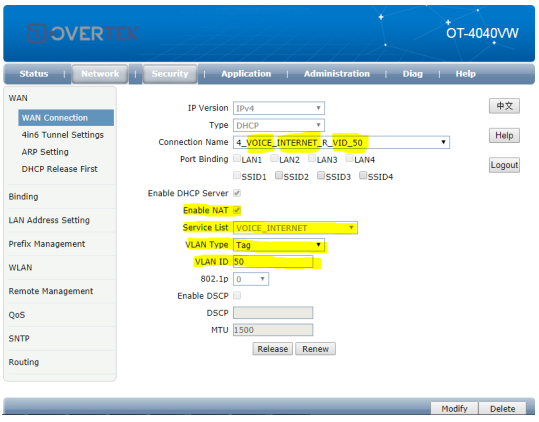 OVERTEK
OT-4040VW
Status | Network | Security | Application | Administration | Diag | Help
WAN
WAN Connection
4in6 Tunnel Settings
ARP Setting
DHCP Release First
Binding
LAN Address Setting
Prefix Management
WLAN
Remote Management
QoS
SNTP
Routing
IP Version IPv4
Type DHCP
Connection Name 4_VOICE_INTERNET_R_VID_50
Port Binding LAN1 LAN2 LAN3 LAN4
SSID1 SSID2 SSID3 SSID4
Enable DHCP Server
Enable NAT
Service List VOICE_INTERNET
VLAN Type Tag
VLAN ID 50
802.1p 0
Enable DSCP
DSCP
MTU 1500
Release Renew
中文
Help
Logout
Modify Delete